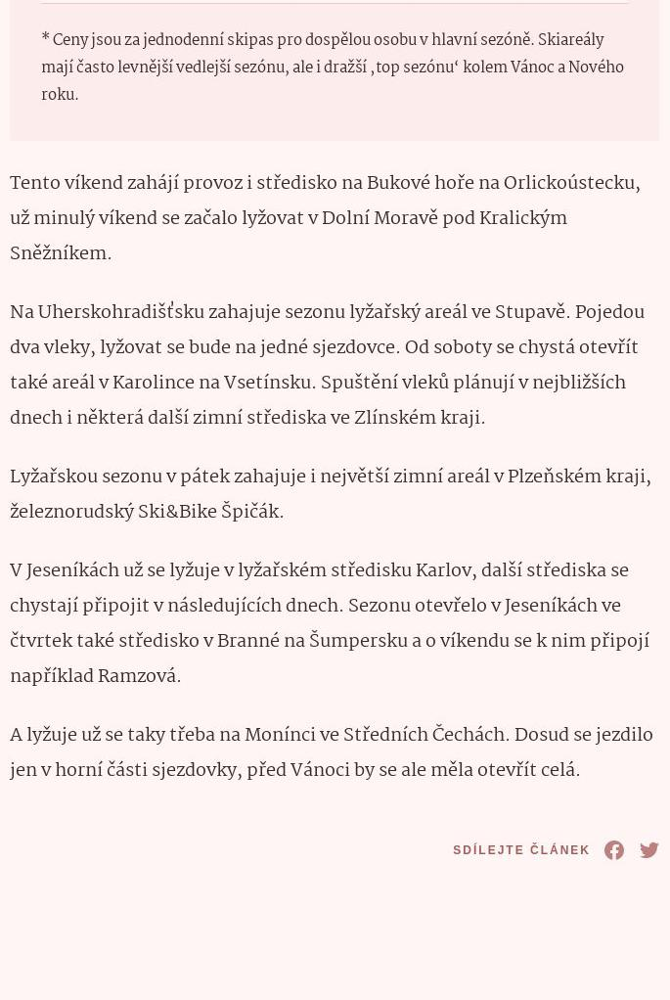 * Ceny jsou za jednodenní skipas pro dospělou osobu v hlavní sezóně. Skiareály
mají často levnější vedlejší sezónu, ale i dražší ‚top sezónu‘ kolem Vánoc a Nového
roku.
Tento víkend zahájí provoz i středisko na Bukové hoře na Orlickoústecku,
už minulý víkend se začalo lyžovat v Dolní Moravě pod Kralickým
Sněžníkem.
Na Uherskohradišťsku zahajuje sezonu lyžařský areál ve Stupavě. Pojedou
dva vleky, lyžovat se bude na jedné sjezdovce. Od soboty se chystá otevřít
také areál v Karolince na Vsetínsku. Spuštění vleků plánují v nejbližších
dnech i některá další zimní střediska ve Zlínském kraji.
Lyžařskou sezonu v pátek zahajuje i největší zimní areál v Plzeňském kraji,
železnorudský Ski&Bike Špičák.
V Jeseníkách už se lyžuje v lyžařském středisku Karlov, další střediska se
chystají připojit v následujících dnech. Sezonu otevřelo v Jeseníkách ve
čtvrtek také středisko v Branné na Šumpersku a o víkendu se k nim připojí
například Ramzová.
A lyžuje už se taky třeba na Monínci ve Středních Čechách. Dosud se jezdilo
jen v horní části sjezdovky, před Vánoci by se ale měla otevřít celá.
SDÍLEJTE ČLÁNEK